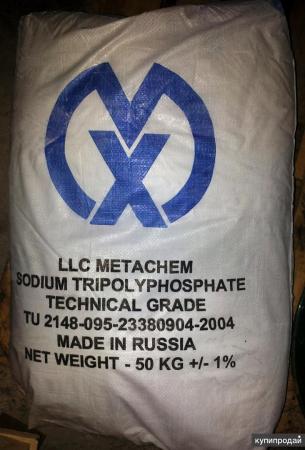 MX
LLC METACHEM
SODIUM TRIPOLYPHOSPHATE
TECHNICAL GRADE
TU 2148-095-23380904-2004
MADE IN RUSSIA
NET WEIGHT - 50 KG +/- 1%
купипродай